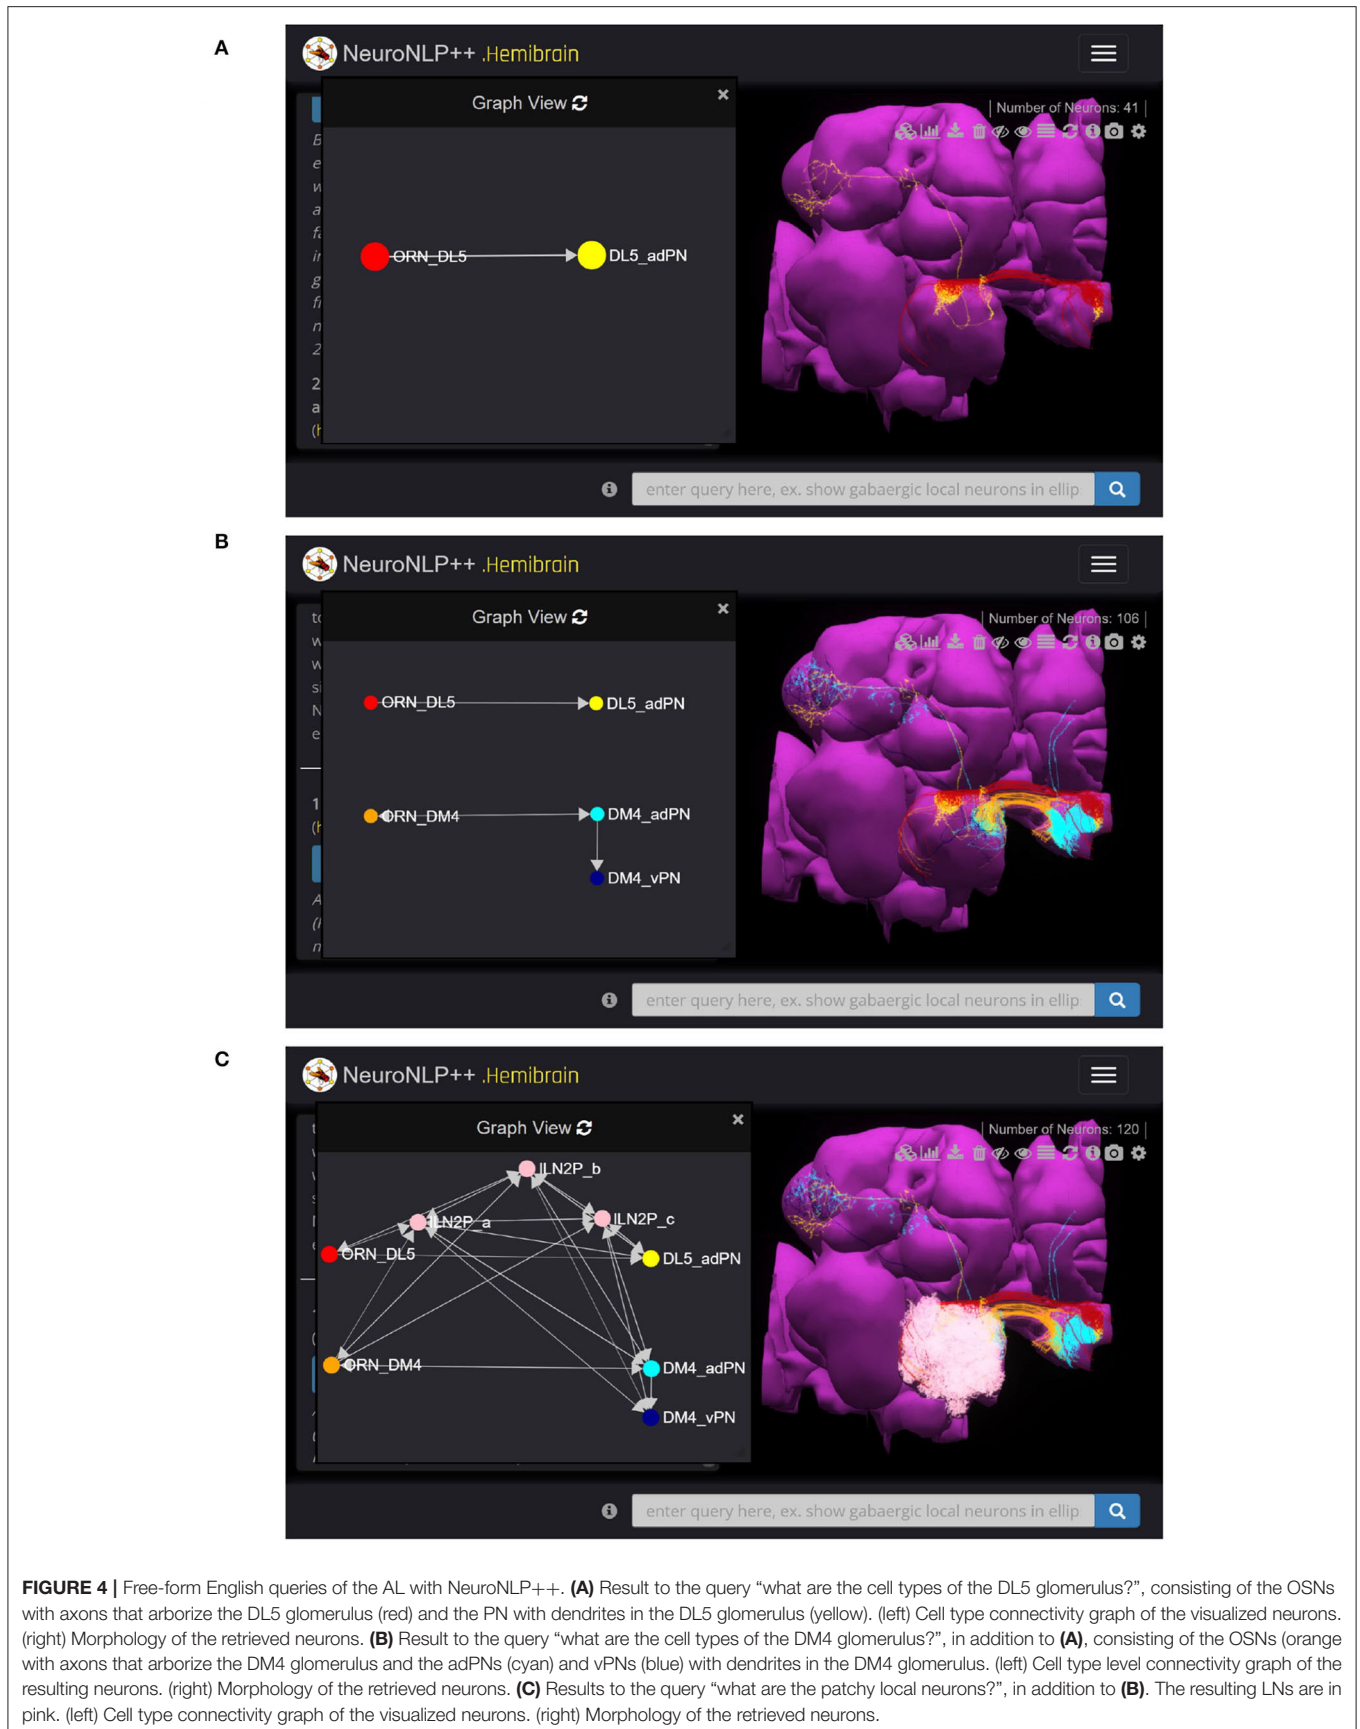 A
NeuroNLP++ .Hemibrain
Graph View
×
| Number of Neurons: 41 |
B
e
w
a
fa
ir
g
fr
n
2
2
a
(h
ORN_DL5
DL5_adPN
enter query here, ex. show gabaergic local neurons in ellip
B
NeuroNLP++ .Hemibrain
Graph View
×
| Number of Neurons: 106 |
to
w
w
si
N
e
1
(h
A
(l
n
ORN_DL5
DL5_adPN
ORN_DM4
DM4_adPN
DM4_vPN
enter query here, ex. show gabaergic local neurons in ellip
C
NeuroNLP++ .Hemibrain
Graph View
×
| Number of Neurons: 120 |
lLN2P_b
lLN2P_a
lLN2P_c
ORN_DL5
DL5_adPN
ORN_DM4
DM4_adPN
DM4_vPN
enter query here, ex. show gabaergic local neurons in ellip
FIGURE 4 | Free-form English queries of the AL with NeuroNLP++. (A) Result to the query “what are the cell types of the DL5 glomerulus?”, consisting of the OSNs
with axons that arborize the DL5 glomerulus (red) and the PN with dendrites in the DL5 glomerulus (yellow). (left) Cell type connectivity graph of the visualized neurons.
(right) Morphology of the retrieved neurons. (B) Result to the query “what are the cell types of the DM4 glomerulus?”, in addition to (A), consisting of the OSNs (orange
with axons that arborize the DM4 glomerulus and the adPNs (cyan) and vPNs (blue) with dendrites in the DM4 glomerulus. (left) Cell type level connectivity graph of the
resulting neurons. (right) Morphology of the retrieved neurons. (C) Results to the query “what are the patchy local neurons?”, in addition to (B). The resulting LNs are in
pink. (left) Cell type connectivity graph of the visualized neurons. (right) Morphology of the retrieved neurons.